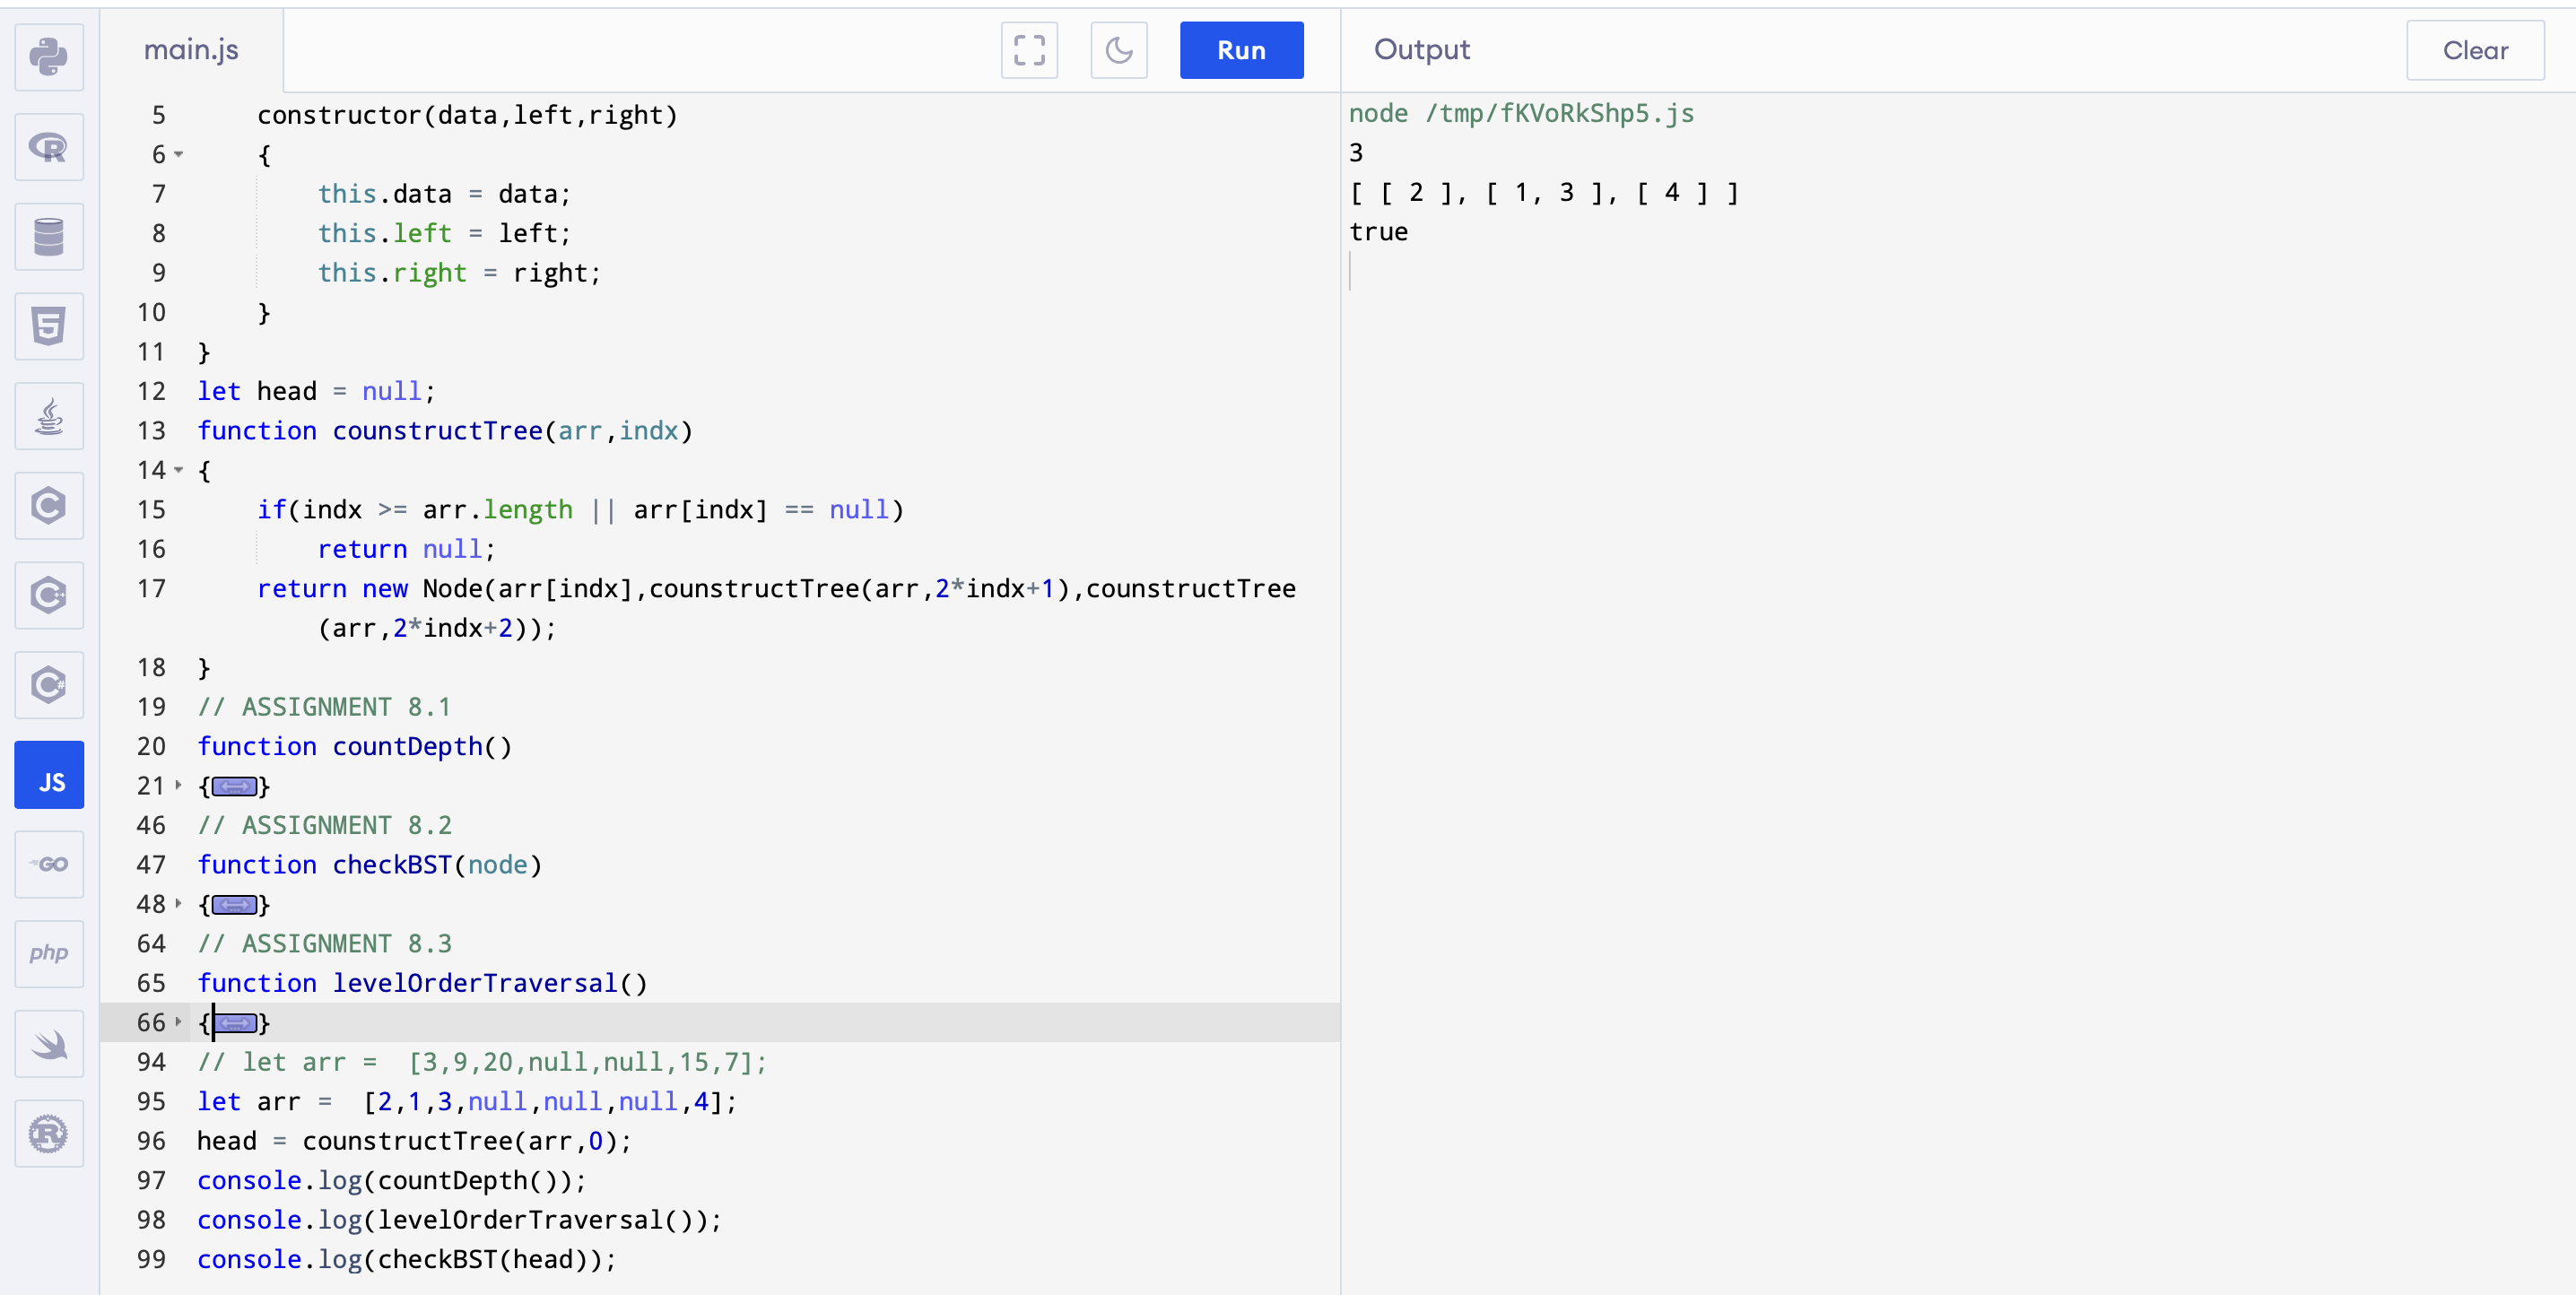 main.js
Run
Output
Clear
5 constructor(data,left,right)
6 {
7 this.data = data;
8 this.left = left;
9 this.right = right;
10 }
11 }
12 let head = null;
13 function counstructTree(arr,indx)
14 {
15 if(indx >= arr.length || arr[indx] == null)
16 return null;
17 return new Node(arr[indx],counstructTree(arr,2*indx+1),counstructTree
(arr,2*indx+2));
18 }
19 // ASSIGNMENT 8.1
20 function countDepth()
21 {}
46 // ASSIGNMENT 8.2
47 function checkBST(node)
48 {}
64 // ASSIGNMENT 8.3
65 function levelOrderTraversal()
66 {}
94 // let arr =  [3,9,20,null,null,15,7];
95 let arr =  [2,1,3,null,null,null,4];
96 head = counstructTree(arr,0);
97 console.log(countDepth());
98 console.log(levelOrderTraversal());
99 console.log(checkBST(head));
node /tmp/fKVoRkShp5.js
3
[ [ 2 ], [ 1, 3 ], [ 4 ] ]
true
R
5
C
C++
C#
JS
GO
php
R